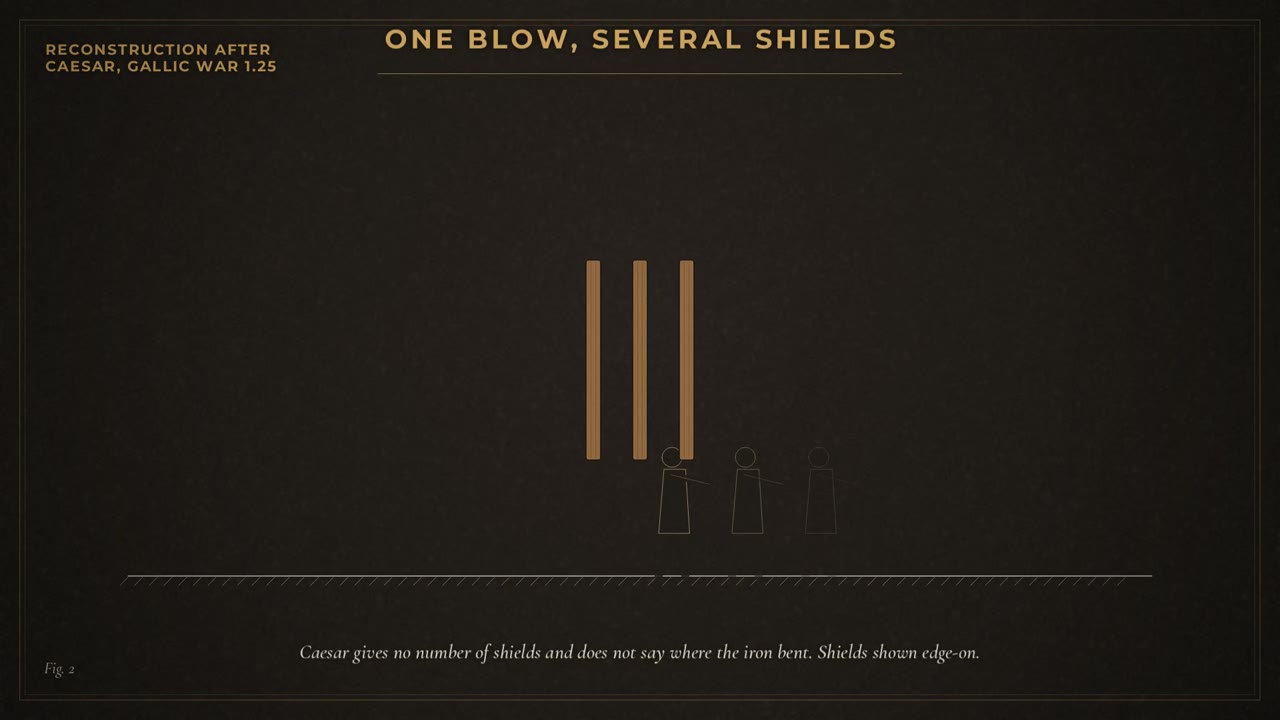 RECONSTRUCTION AFTER
CAESAR, GALLIC WAR 1.25
ONE BLOW, SEVERAL SHIELDS
Caesar gives no number of shields and does not say where the iron bent. Shields shown edge-on.
Fig. 2